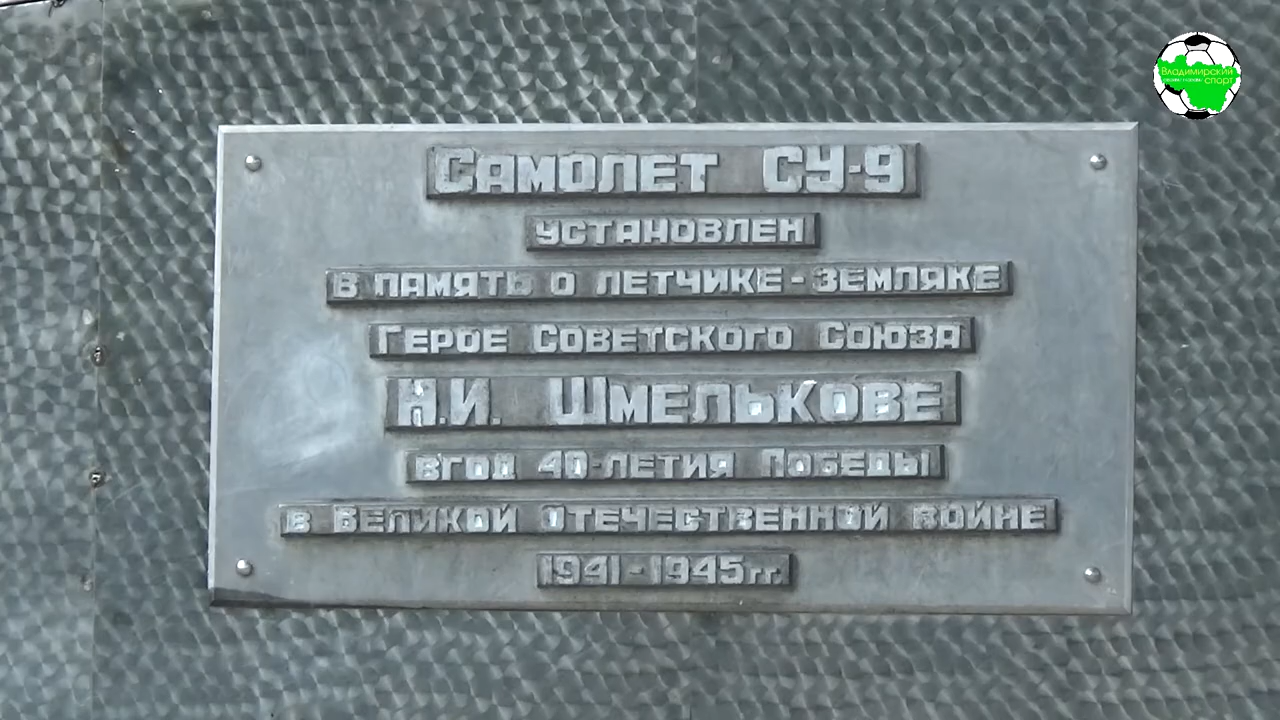 Самолет СУ-9
установлен
в память о летчике-земляке
Герое Советского Союза
Н.И. Шмелькове
в год 40-летия Победы
в Великой Отечественной войне
1941-1945гг.
Владимирский
спорт